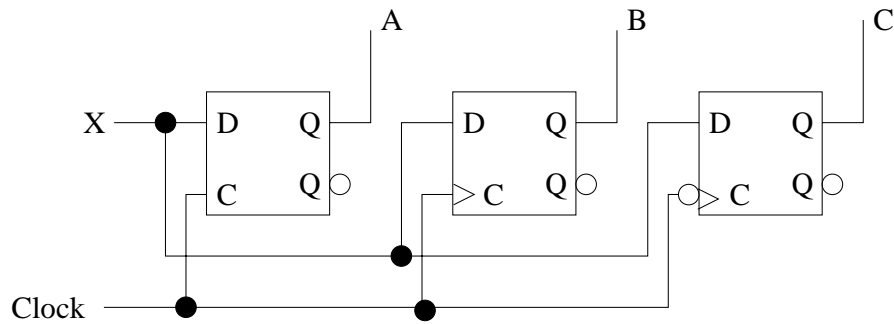 A B C
X D Q D Q D Q
Q Q Q
C C C
Clock